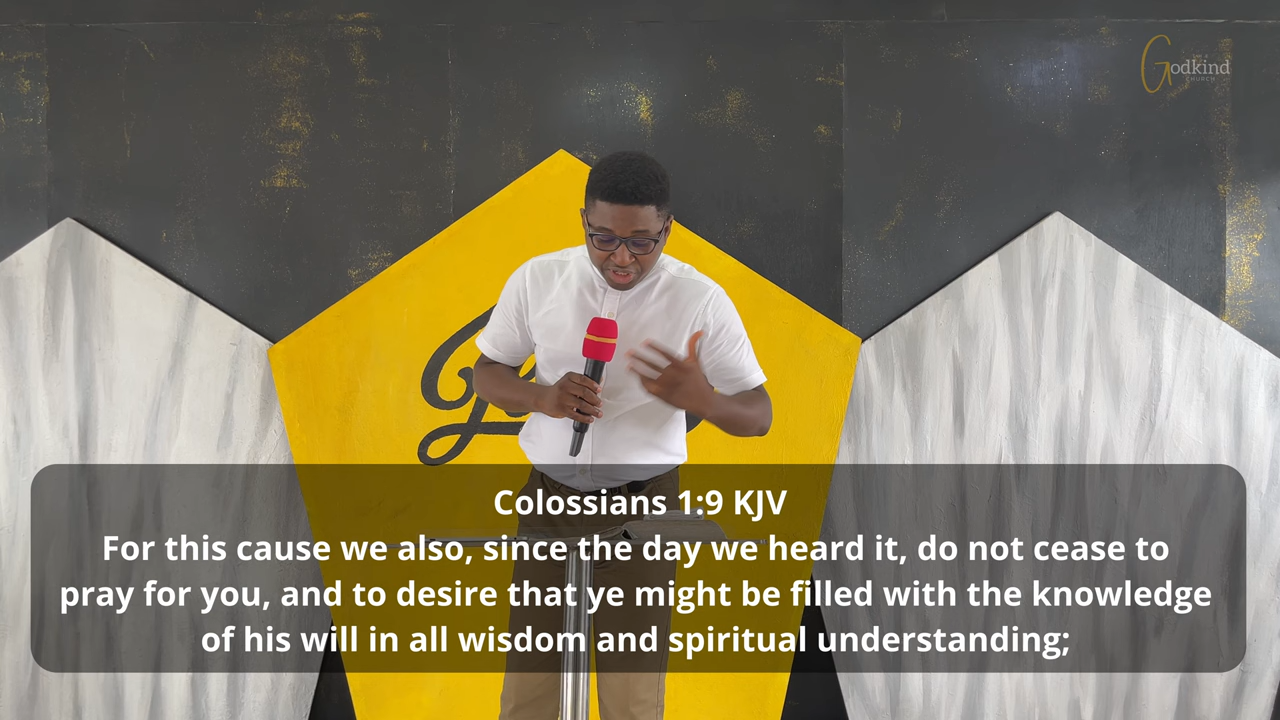 Godkind
CHURCH
Colossians 1:9 KJV
For this cause we also, since the day we heard it, do not cease to
pray for you, and to desire that ye might be filled with the knowledge
of his will in all wisdom and spiritual understanding;